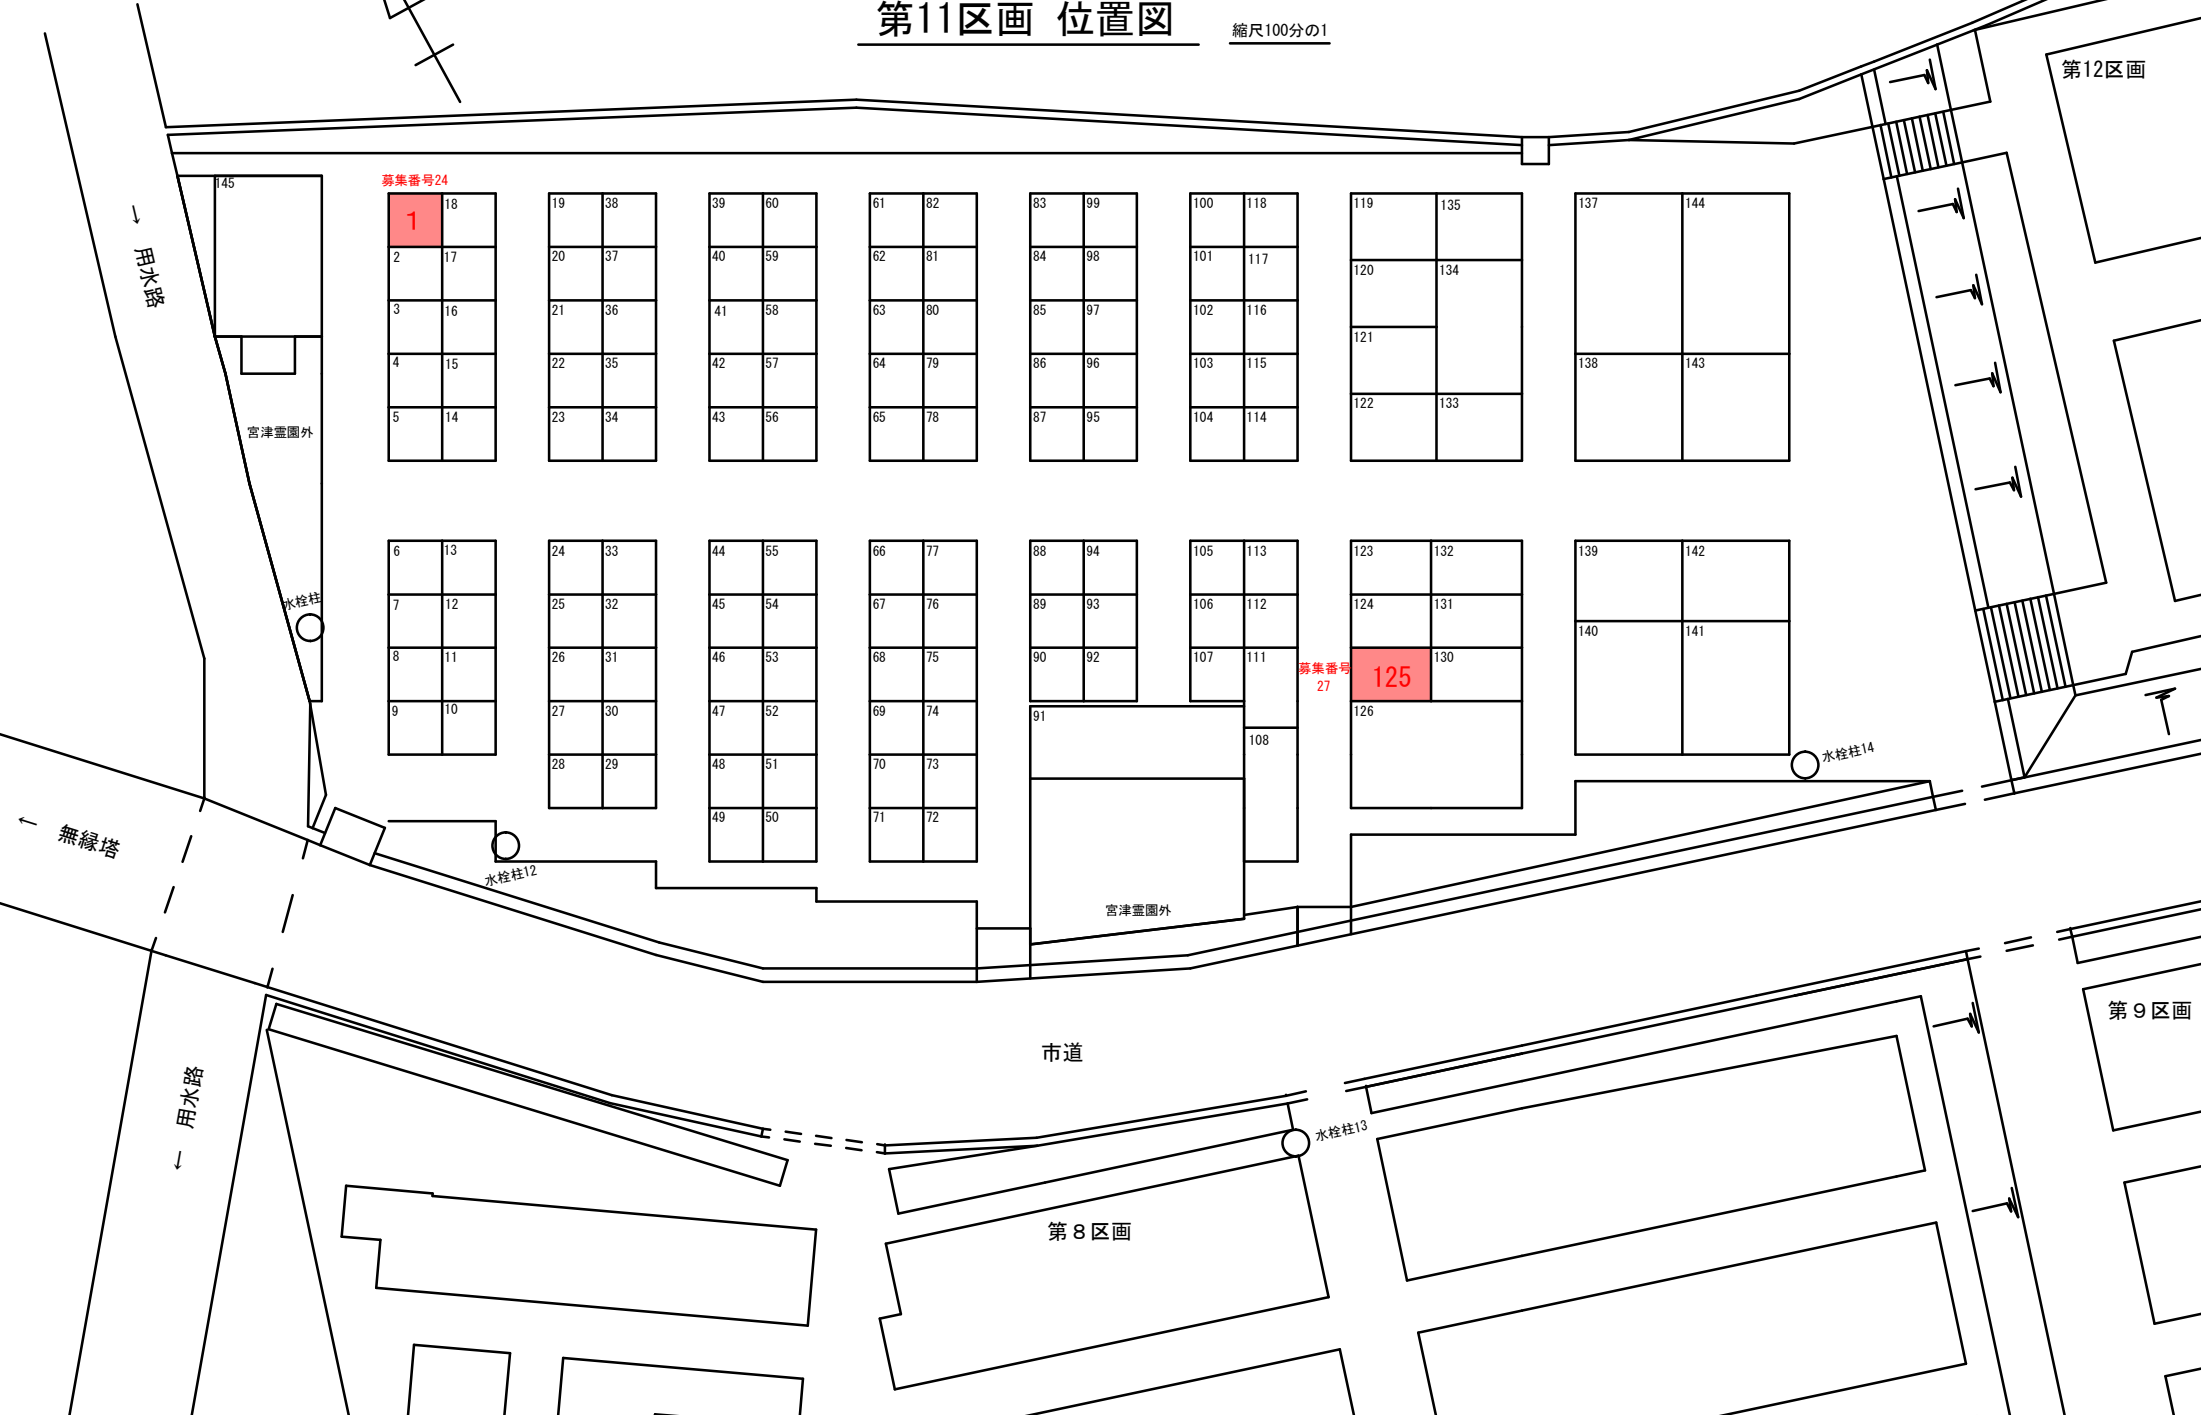 第11区画 位置図
縮尺100分の1
第12区画
募集番号24
145
1 18 19 38 39 60 61 82 83 99 100 118 119 135 137 144
2 17 20 37 40 59 62 81 84 98 101 117 120 134
← 用水路
3 16 21 36 41 58 63 80 85 97 102 116 121
4 15 22 35 42 57 64 79 86 96 103 115 138 143
5 14 23 34 43 56 65 78 87 95 104 114 122 133
宮津霊園外
6 13 24 33 44 55 66 77 88 94 105 113 123 132 139 142
水栓柱
7 12 25 32 45 54 67 76 89 93 106 112 124 131 140 141
8 11 26 31 46 53 68 75 90 92 107 111 125 130
募集番号
27
9 10 27 30 47 52 69 74 91 108 126
28 29 48 51 70 73
水栓柱14
49 50 71 72
← 無縁塔
水栓柱12
宮津霊園外
第９区画
市道
← 用水路
水栓柱13
第８区画